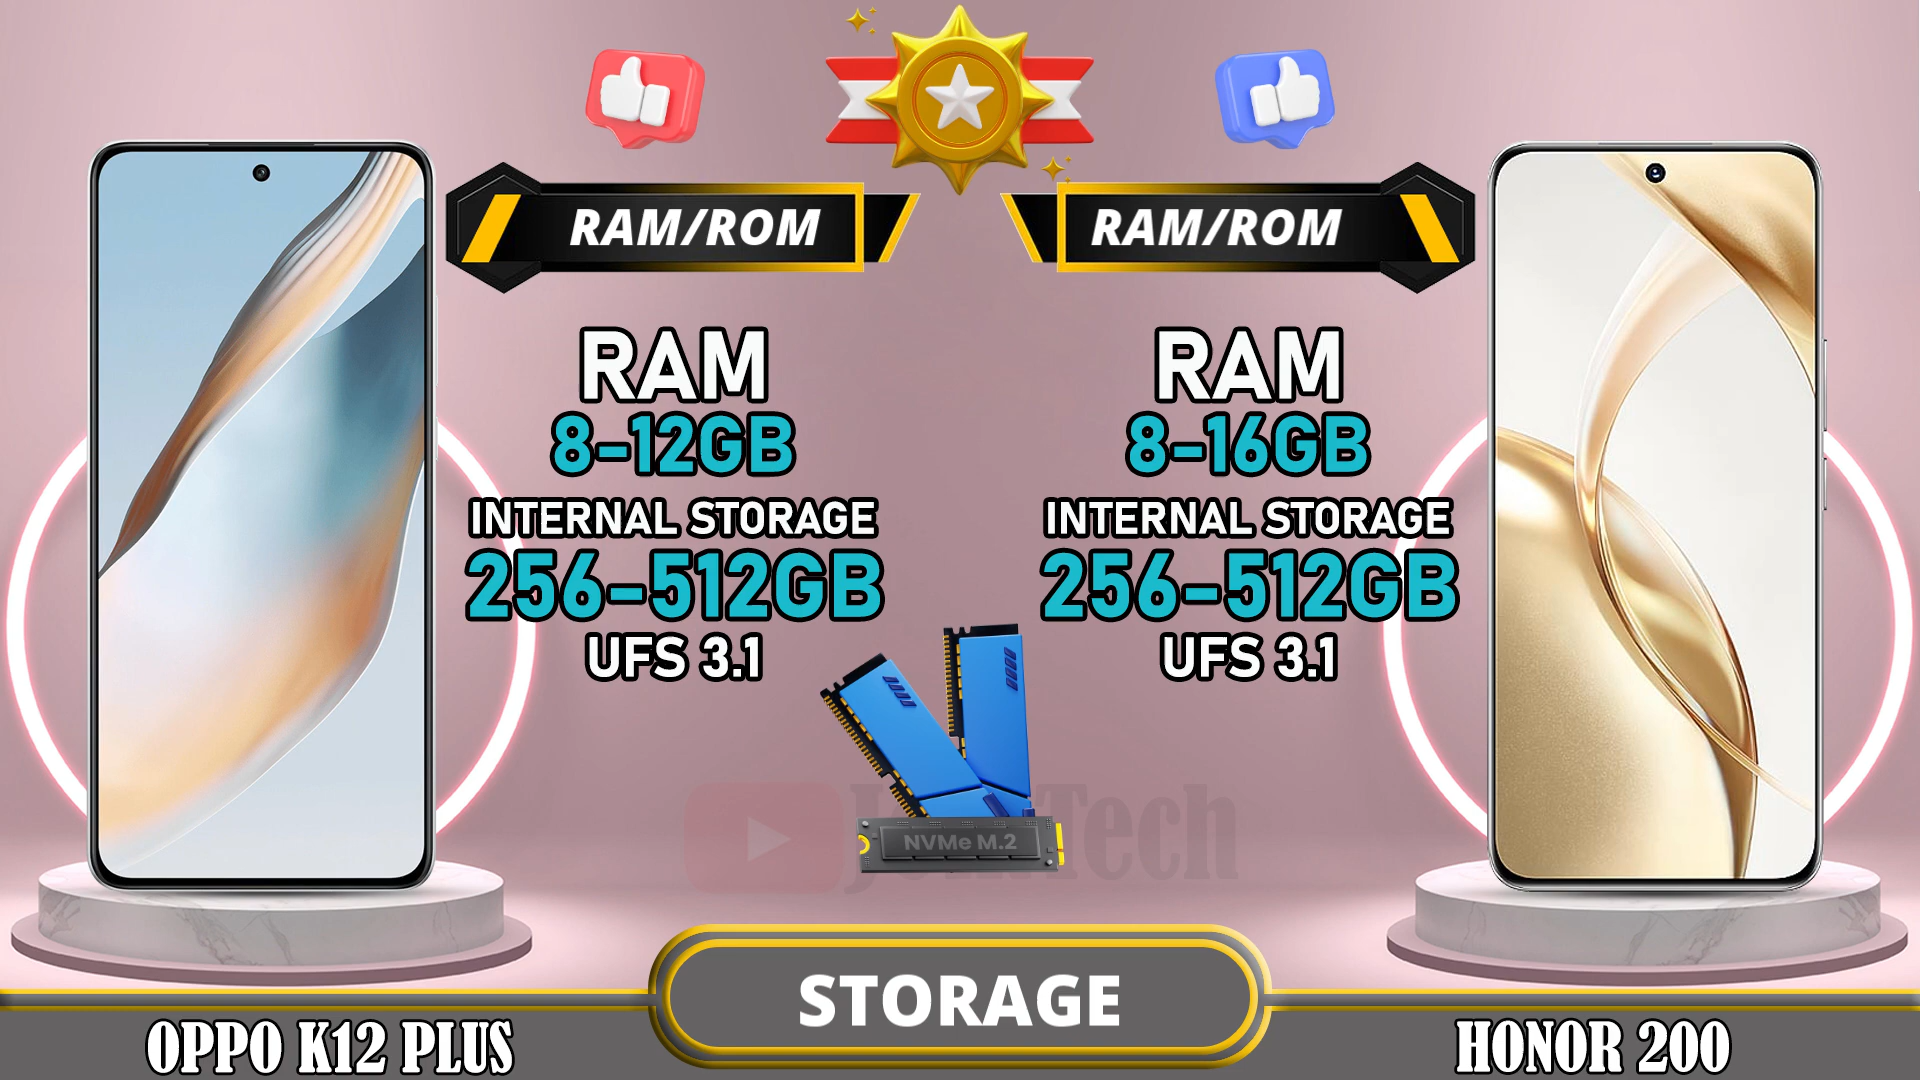 RAM/ROM
RAM/ROM
RAM
8-12GB
INTERNAL STORAGE
256-512GB
UFS 3.1
RAM
8-16GB
INTERNAL STORAGE
256-512GB
UFS 3.1
NVMe M.2
Tech
STORAGE
OPPO K12 PLUS
HONOR 200